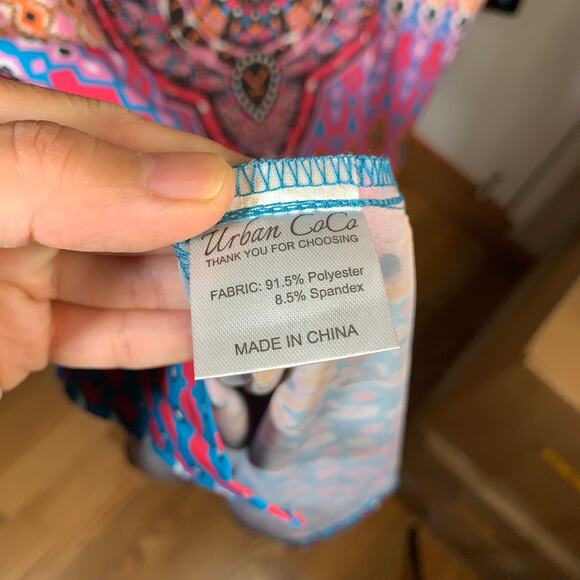 Urban CoCo
THANK YOU FOR CHOOSING
FABRIC: 91.5% Polyester
8.5% Spandex
MADE IN CHINA